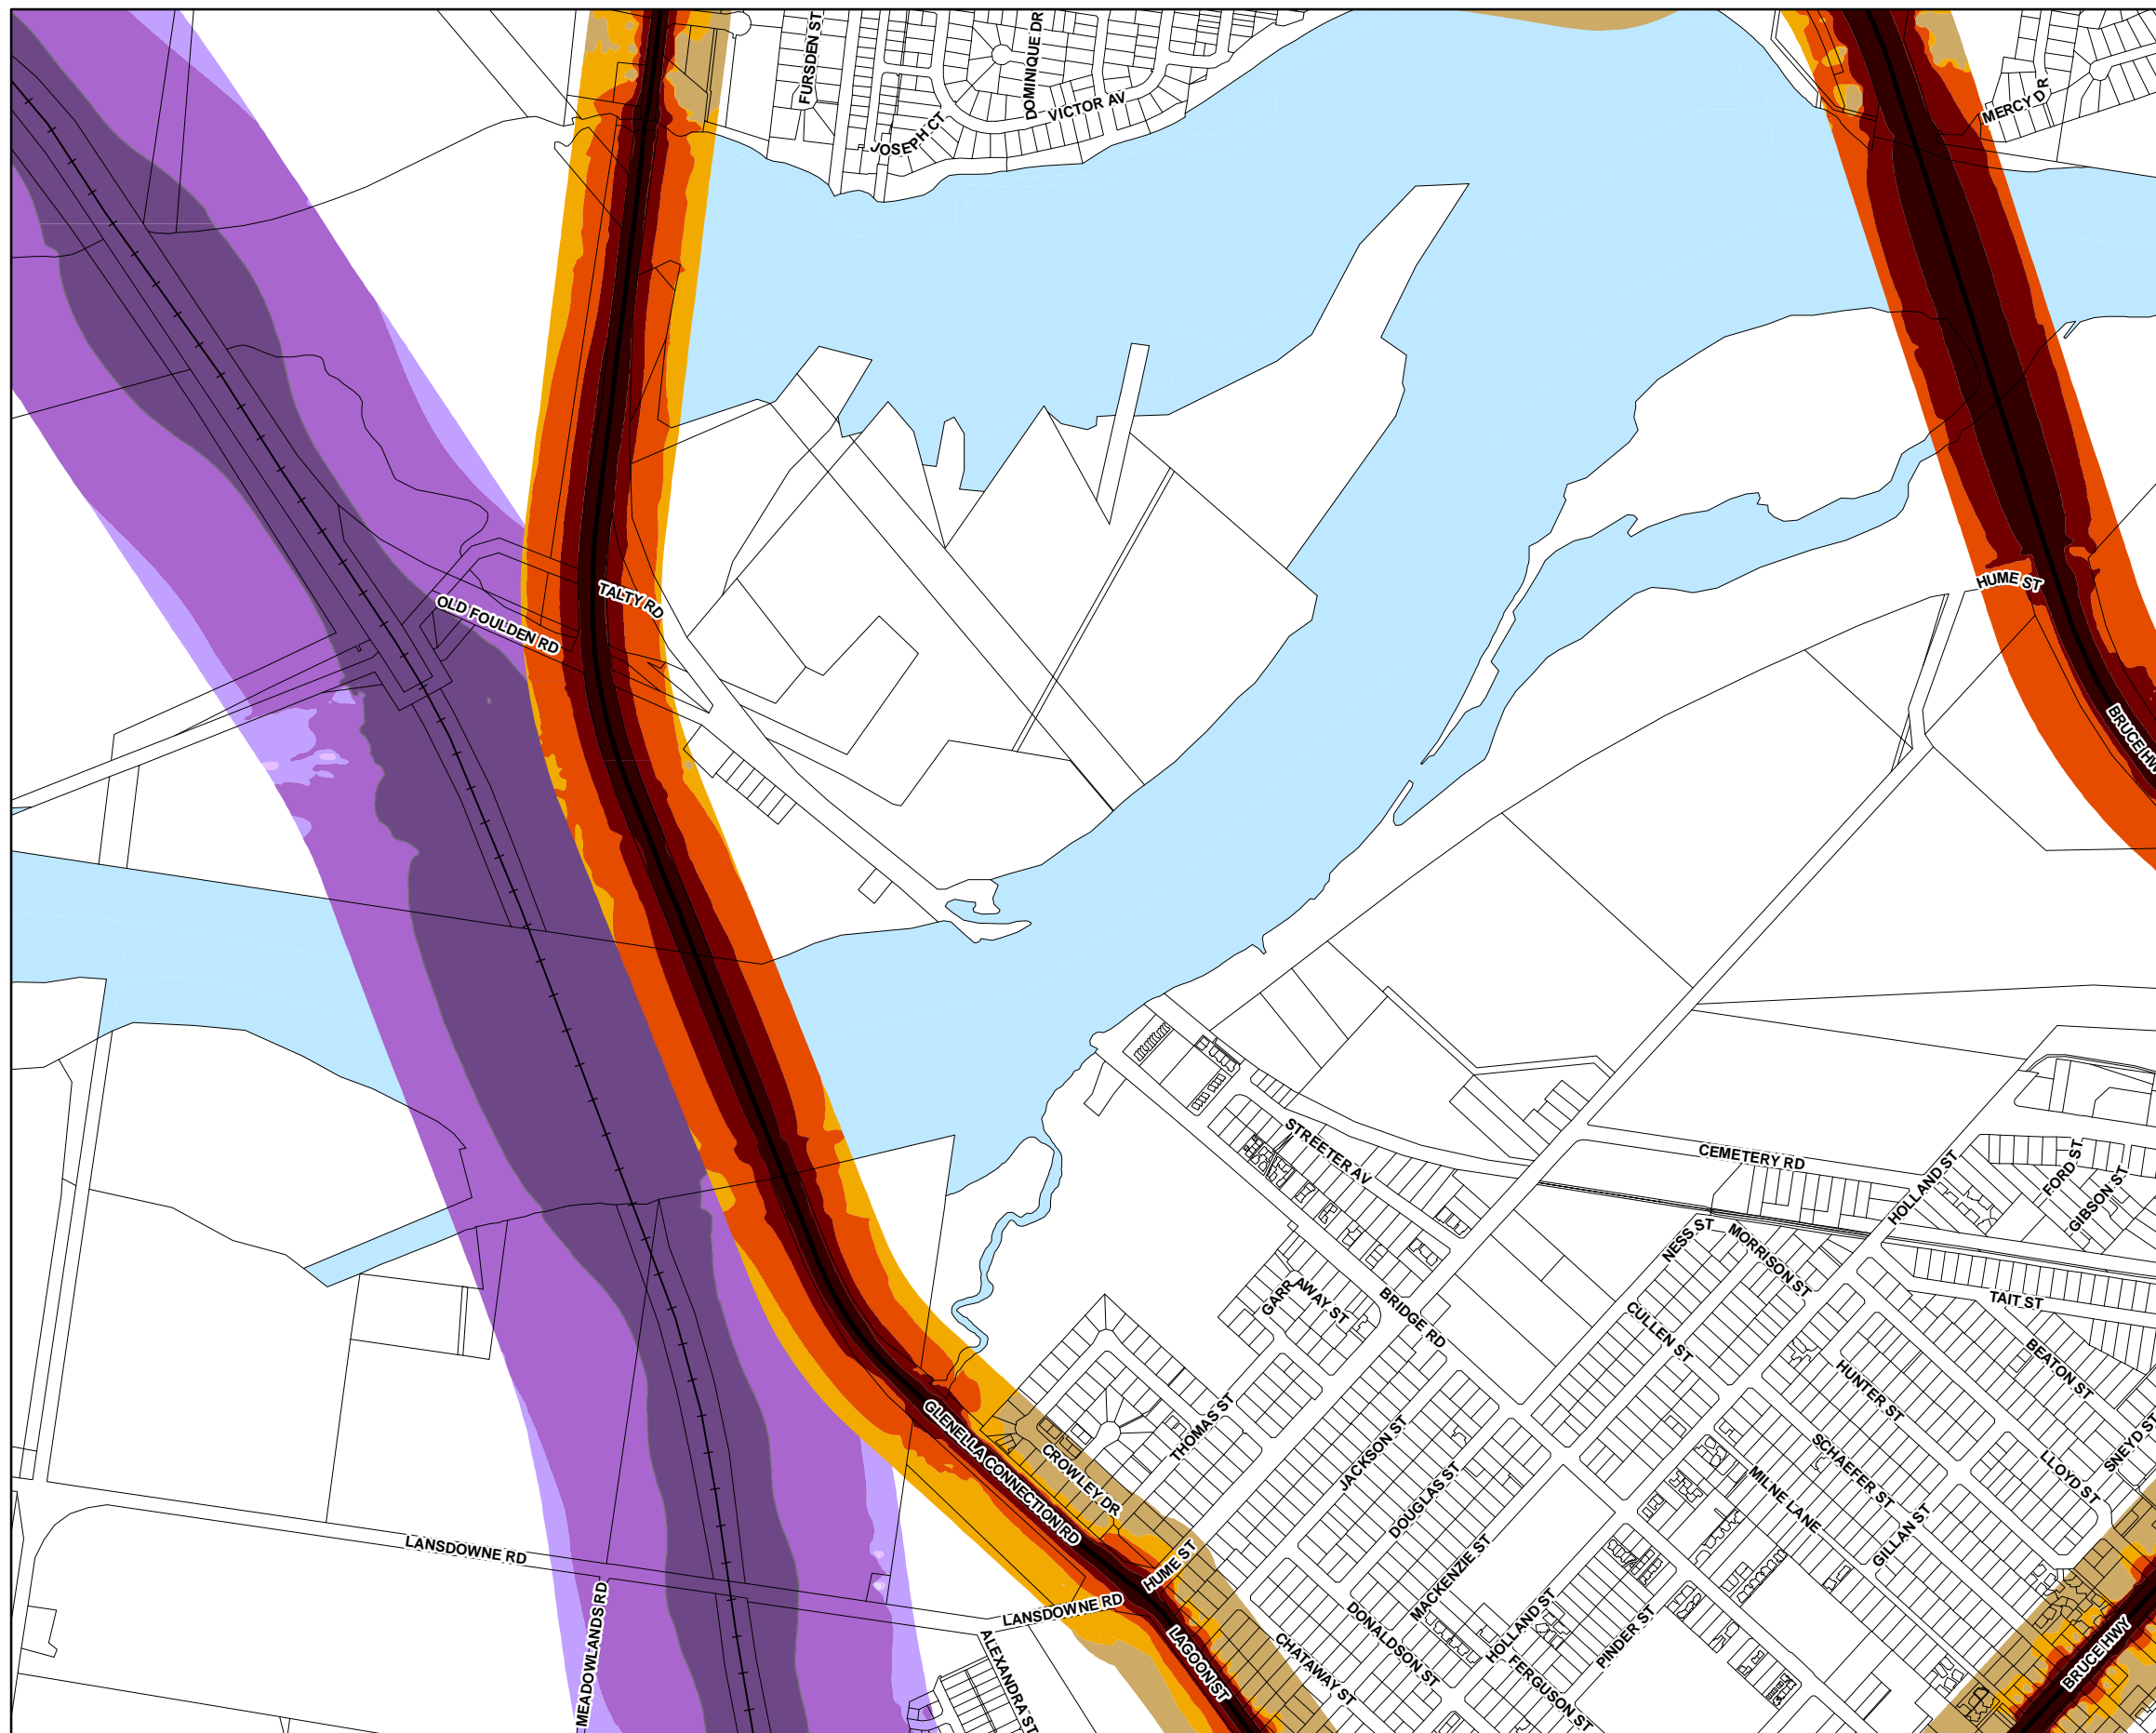 FURSDEN ST
DOMINIQUE DR
VICTOR AV
JOSEPH CT
MERCY DR
TALTY RD
OLD FOULDEN RD
HUME ST
BRUCE HW
STREETER AV
CEMETERY RD
HOLLAND ST
FORD ST
GIBSON ST
NESS ST
MORRISON ST
GARRAWAY ST
BRIDGE RD
CULLEN ST
TAIT ST
BEATON ST
HUNTER ST
THOMAS ST
GLENELLA CONNECTION RD
CROWLEY DR
JACKSON ST
DOUGLAS ST
SCHAEFER ST
MILNE LANE
LLOYD ST
SNEYD ST
GILLAN ST
LANSDOWNE RD
HUME ST
MACKENZIE ST
LANSDOWNE RD
MEADOWLANDS RD
ALEXANDRA ST
LAGOON ST
CHATAWAY ST
DONALDSON ST
HOLLAND ST
FERGUSON ST
PINDER ST
BRUCE HWY